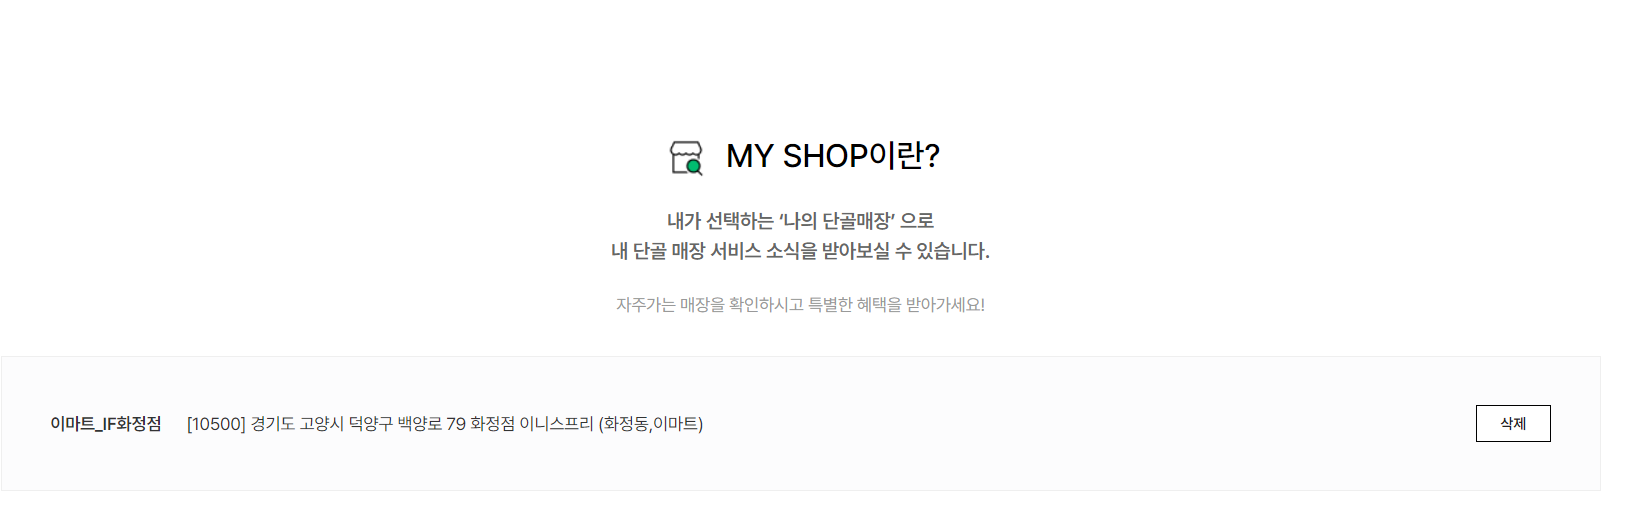 MY SHOP이란?
내가 선택하는 ‘나의 단골매장’ 으로
내 단골 매장 서비스 소식을 받아보실 수 있습니다.
자주가는 매장을 확인하시고 특별한 혜택을 받아가세요!
이마트_IF화정점 [10500] 경기도 고양시 덕양구 백양로 79 화정점 이니스프리 (화정동,이마트) 삭제